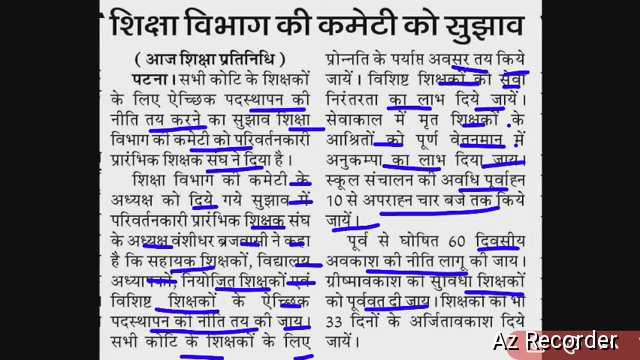 शिक्षा विभाग की कमेटी को सुझाव
( आज शिक्षा प्रतिनिधि )
पटना। सभी कोटि के शिक्षकों
के लिए ऐच्छिक पदस्थापन की
नीति तय करने का सुझाव शिक्षा
विभाग की कमेटी को परिवर्तनकारी
प्रारंभिक शिक्षक संघ ने दिया है।
शिक्षा विभाग की कमेटी के
अध्यक्ष को दिये गये सुझाव में
परिवर्तनकारी प्रारंभिक शिक्षक संघ
के अध्यक्ष वंशीधर ब्रजवासी ने कहा
है कि सहायक शिक्षकों, विद्यालय
अध्यापकों नियोजित शिक्षकों एवं
विशिष्ट शिक्षकों के ऐच्छिक
पदस्थापन की नीति तय की जाय।
सभी कोटि के शिक्षकों के लिए
प्रोन्नति के पर्याप्त अवसर तय किये
जायें। विशिष्ट शिक्षकों की सेवा
निरंतरता का लाभ दिये जायें।
सेवाकाल में मृत शिक्षकों के
आश्रितों को पूर्ण वेतनमान में
अनुकम्पा का लाभ दिया जाय।
स्कूल संचालन की अवधि पूर्वाह्न
10 से अपराह्न चार बजे तक किये
जायें।
पूर्व से घोषित 60 दिवसीय
अवकाश की नीति लागू की जाय।
ग्रीष्मावकाश की सुविधा शिक्षकों
को पूर्ववत दी जाय। शिक्षकों को भी
33 दिनों के अर्जितावकाश दिये
जायें।
Az Recorder